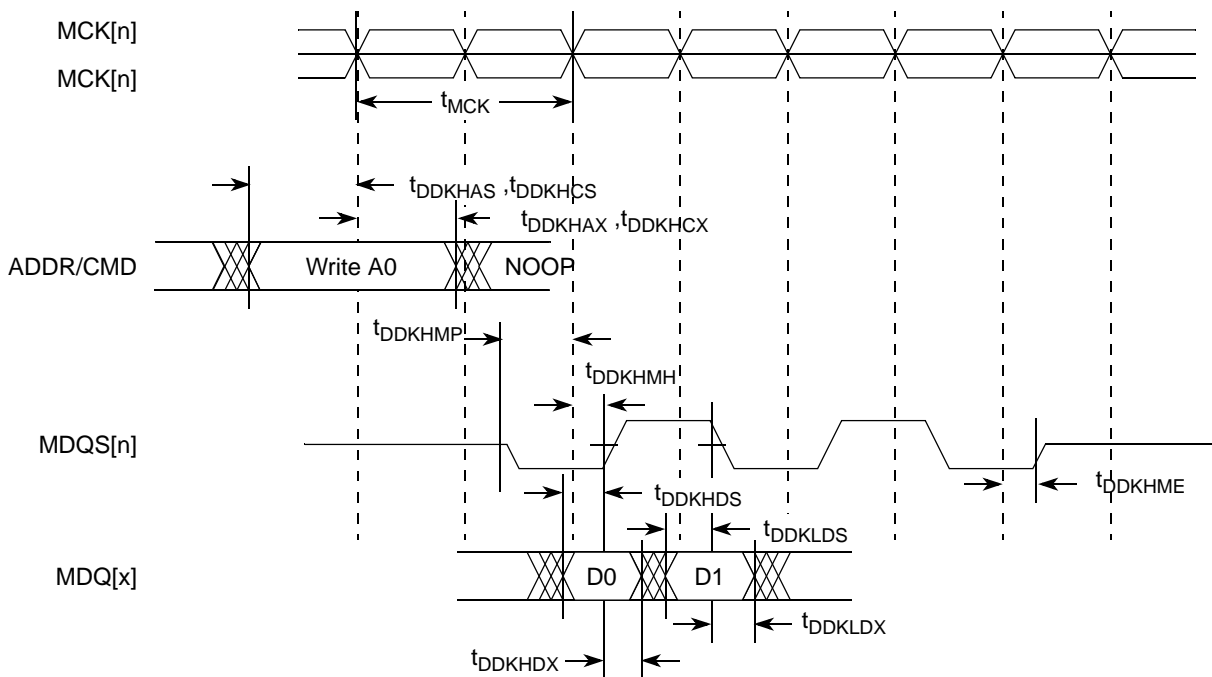 MCK[n]
MCK[n]
tMCK
tDDKHAS ,tDDKHCS
tDDKHAX ,tDDKHCX
ADDR/CMD
Write A0
NOOP
tDDKHMP
tDDKHMH
MDQS[n]
tDDKHME
tDDKHDS
tDDKLDS
MDQ[x]
D0
D1
tDDKLDX
tDDKHDX